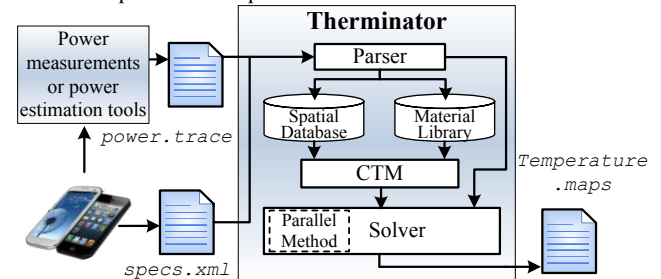 Therminator
Power
measurements
or power
estimation tools
power.trace
specs.xml
Parser
Spatial
Database
Material
Library
CTM
Parallel
Method
Solver
Temperature
.maps